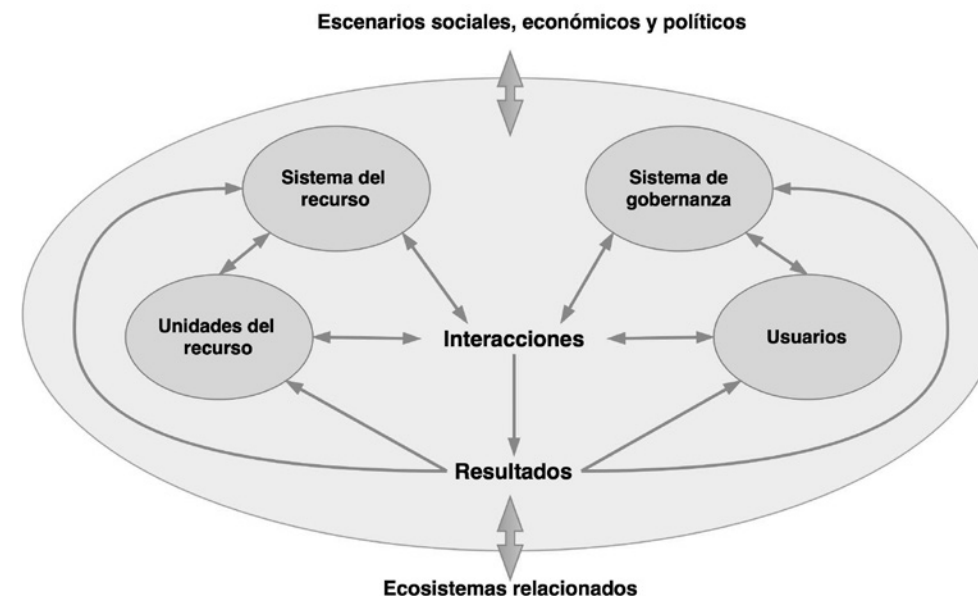 Escenarios sociales, económicos y políticos
Sistema del
recurso
Sistema de
gobernanza
Unidades del
recurso
Interacciones
Usuarios
Resultados
Ecosistemas relacionados